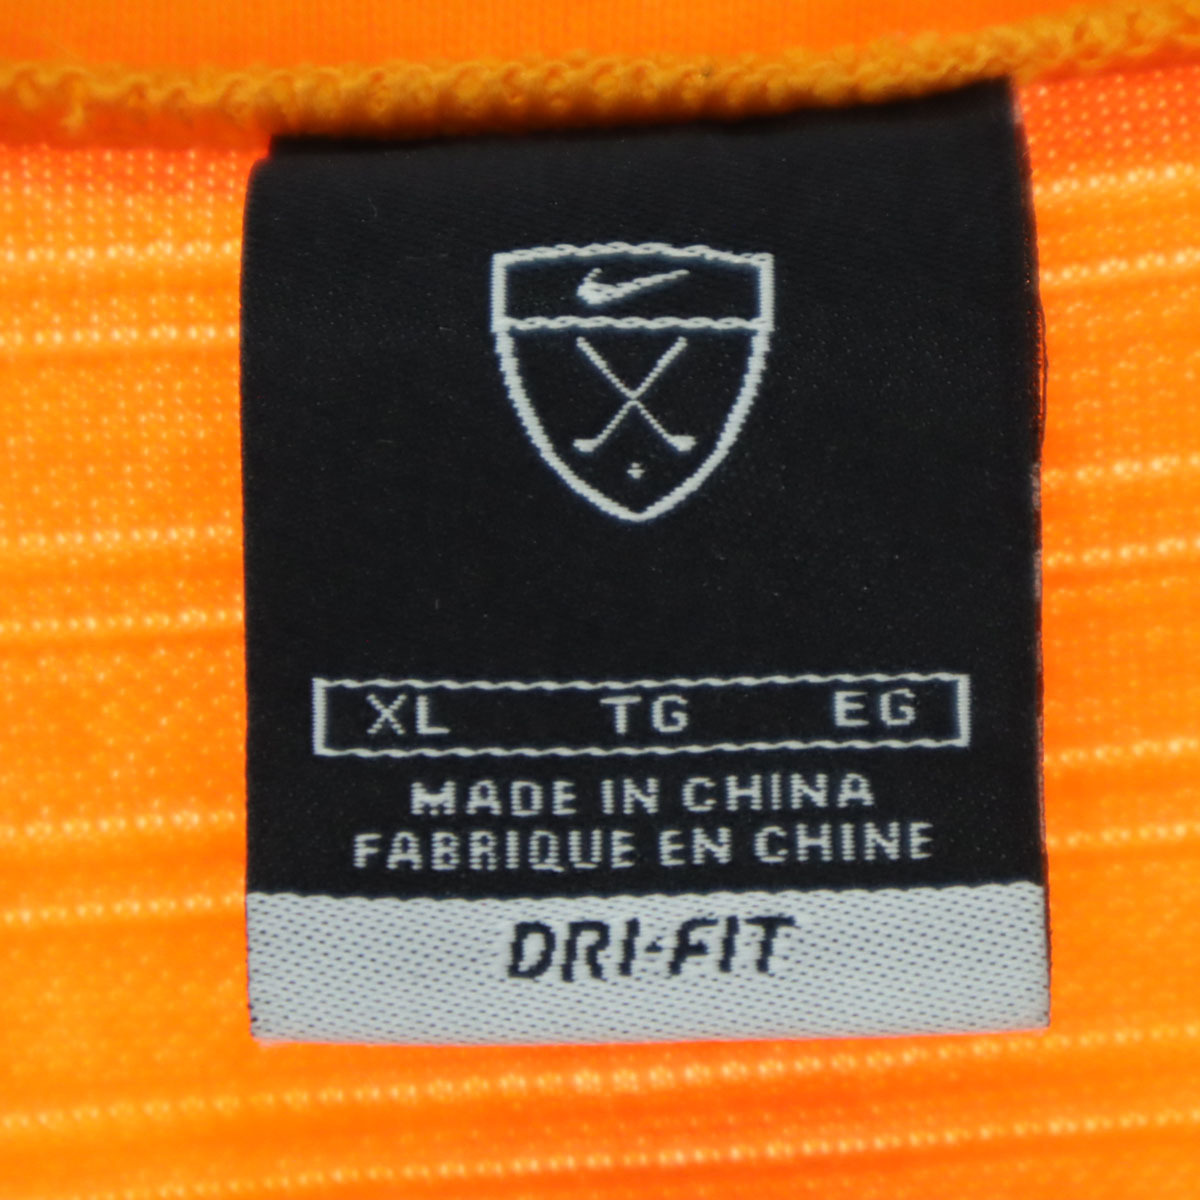 XL TG EG
MADE IN CHINA
FABRIQUE EN CHINE
DRI-FIT